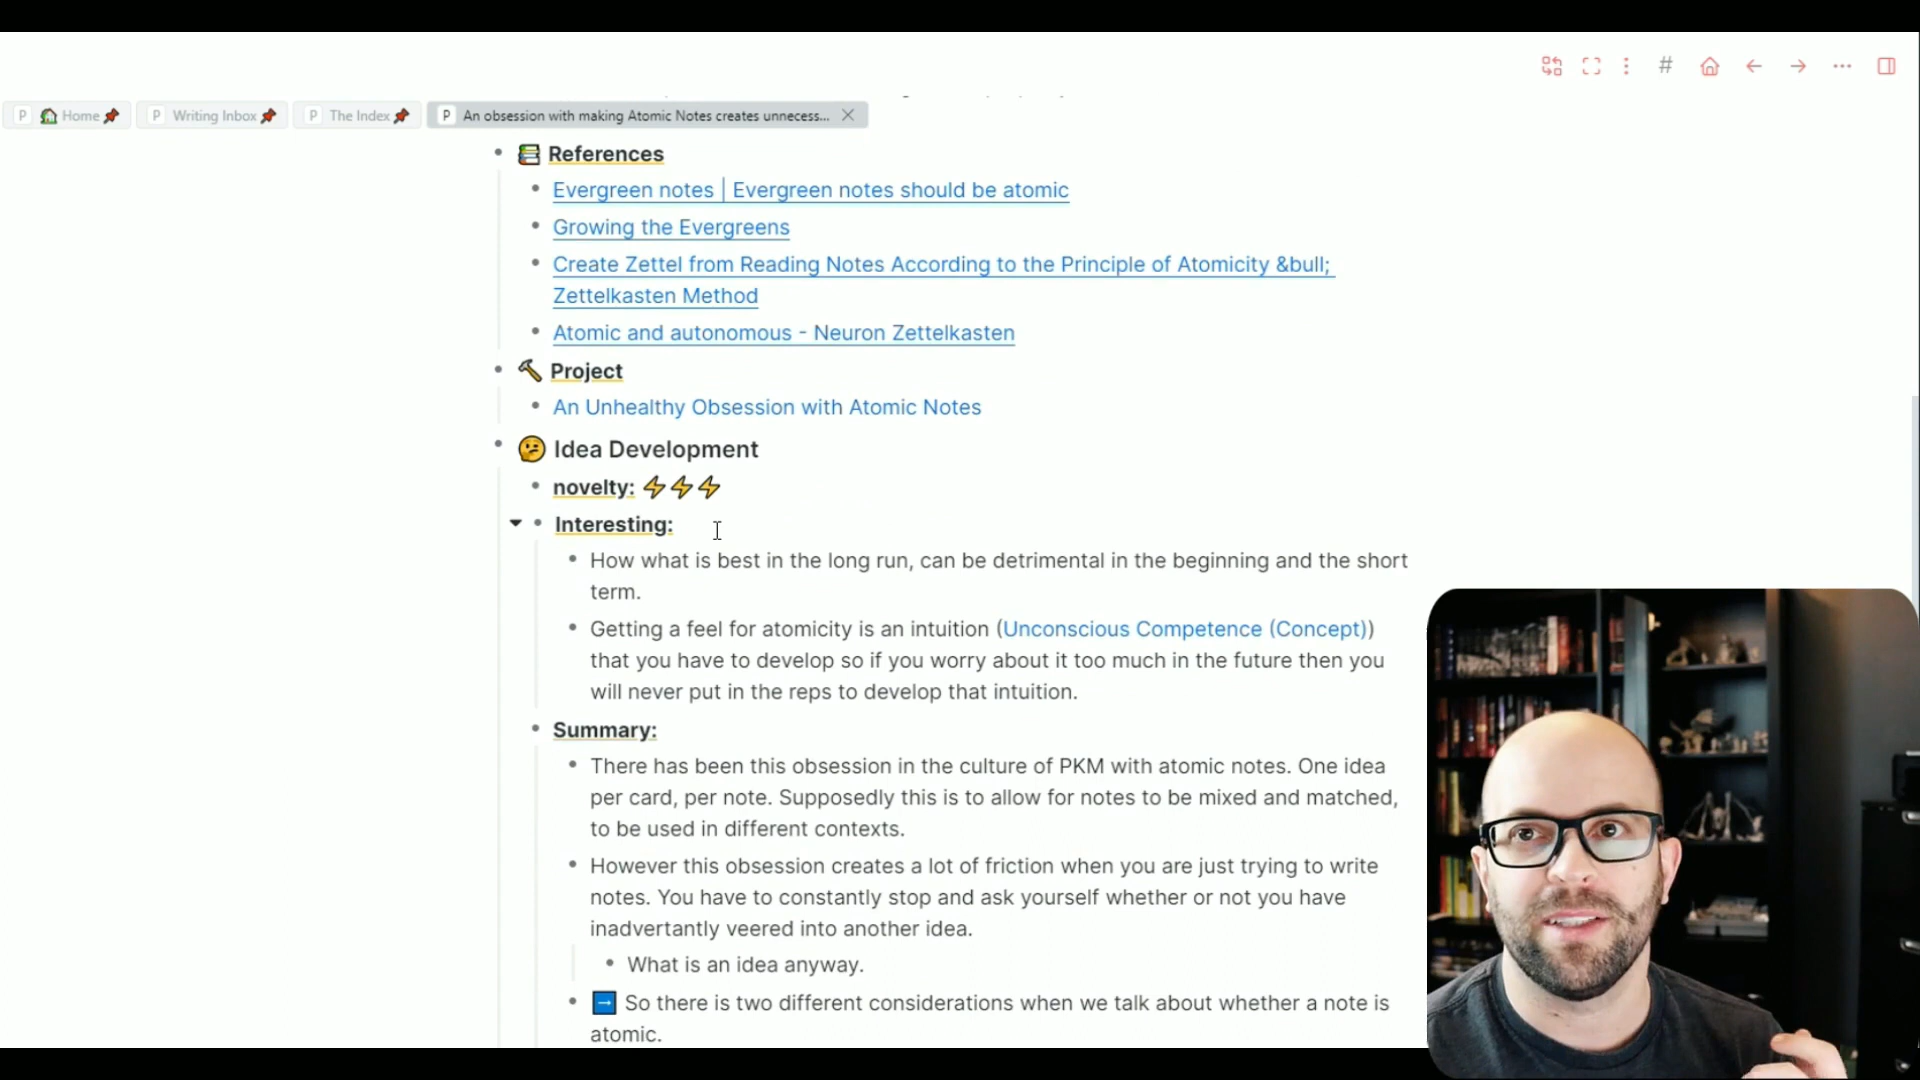 P Home
P Writing Inbox
P The Index
P An obsession with making Atomic Notes creates unnecess...
References
Evergreen notes | Evergreen notes should be atomic
Growing the Evergreens
Create Zettel from Reading Notes According to the Principle of Atomicity &bull;
Zettelkasten Method
Atomic and autonomous - Neuron Zettelkasten
Project
An Unhealthy Obsession with Atomic Notes
Idea Development
novelty:
Interesting:
How what is best in the long run, can be detrimental in the beginning and the short
term.
Getting a feel for atomicity is an intuition (Unconscious Competence (Concept))
that you have to develop so if you worry about it too much in the future then you
will never put in the reps to develop that intuition.
Summary:
There has been this obsession in the culture of PKM with atomic notes. One idea
per card, per note. Supposedly this is to allow for notes to be mixed and matched,
to be used in different contexts.
However this obsession creates a lot of friction when you are just trying to write
notes. You have to constantly stop and ask yourself whether or not you have
inadvertantly veered into another idea.
What is an idea anyway.
So there is two different considerations when we talk about whether a note is
atomic.